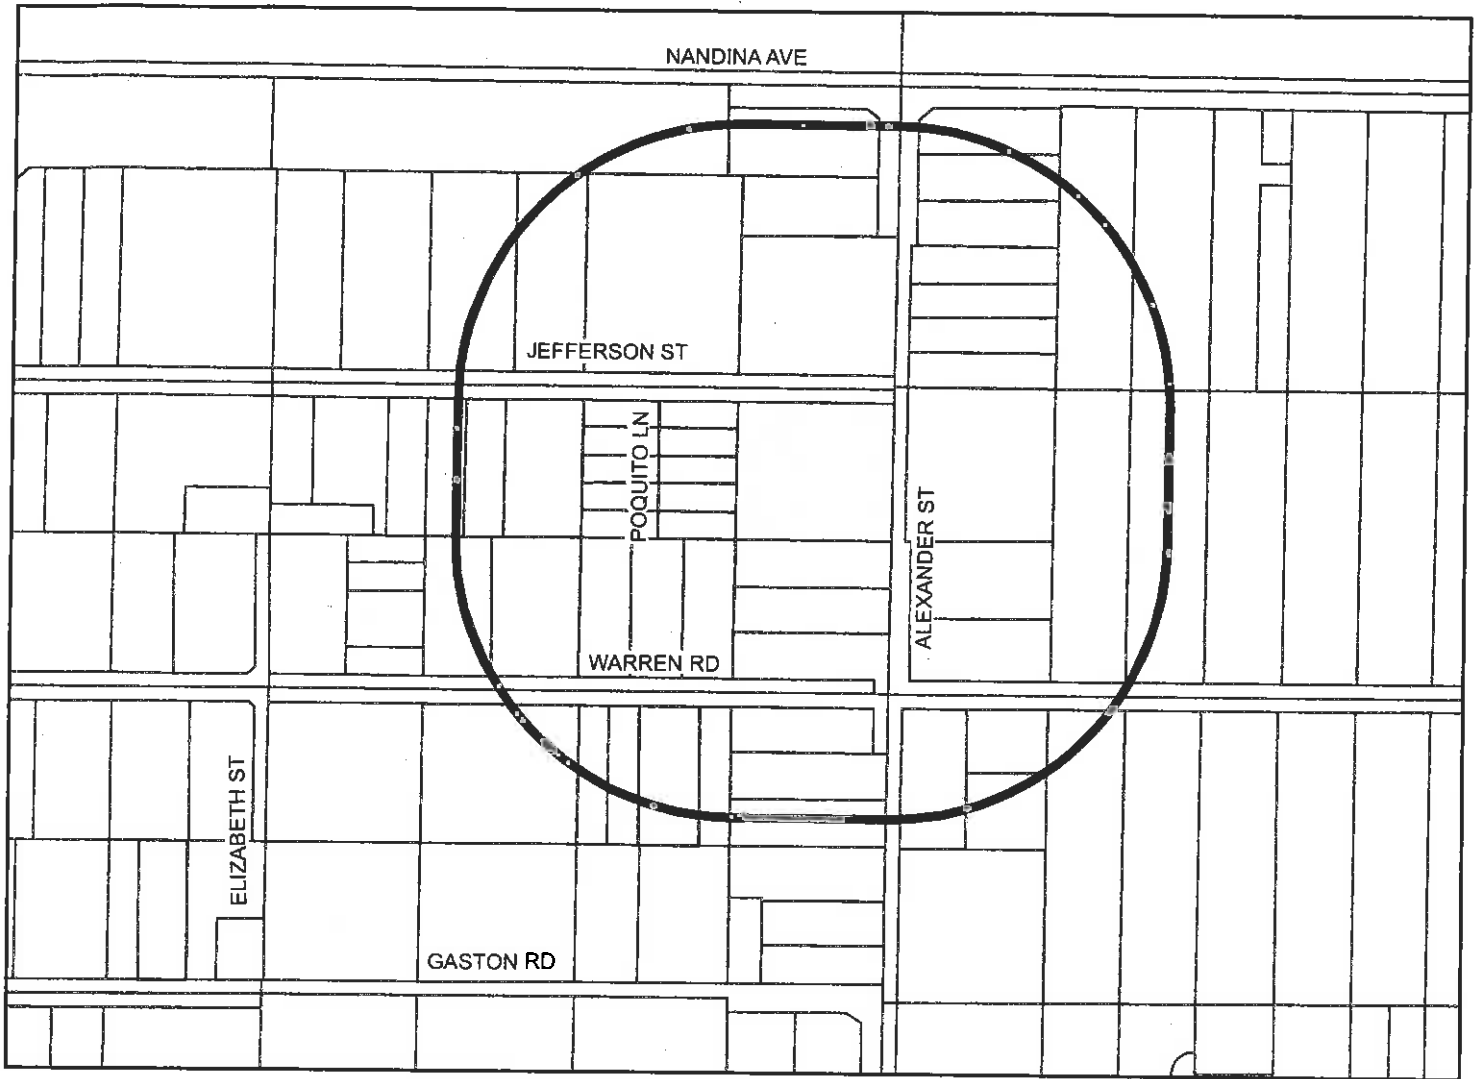 NANDINA AVE
JEFFERSON ST
POQUITO LN
ALEXANDER ST
WARREN RD
ELIZABETH ST
GASTON RD